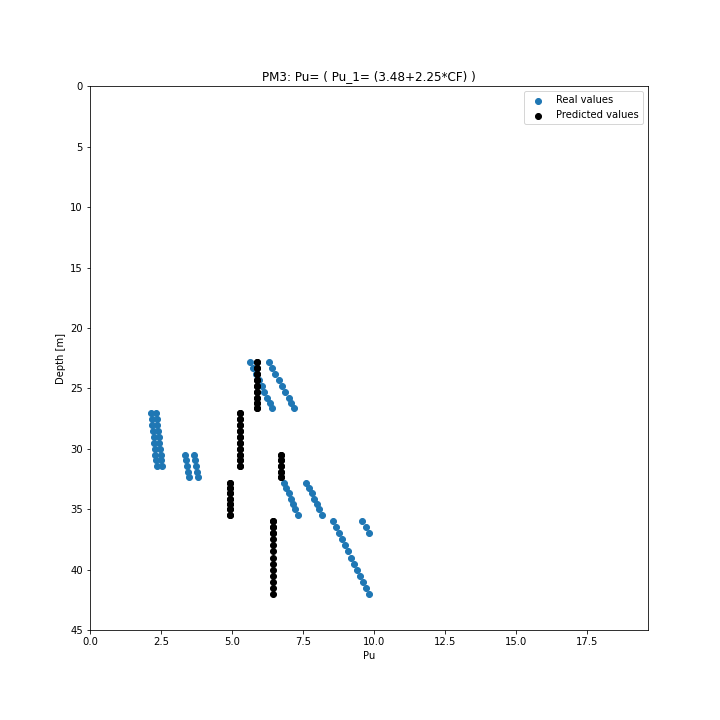 PM3: Pu= ( Pu_1= (3.48+2.25*CF) )
Real values
Predicted values
0
5
10
15
20
25
30
35
40
45
Depth [m]
0.0 2.5 5.0 7.5 10.0 12.5 15.0 17.5
Pu